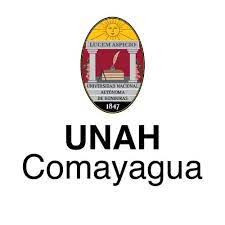 LUCEM ASPICIO
UNIVERSIDAD NACIONAL
AUTÓNOMA
DE HONDURAS
1847
UNAH
Comayagua